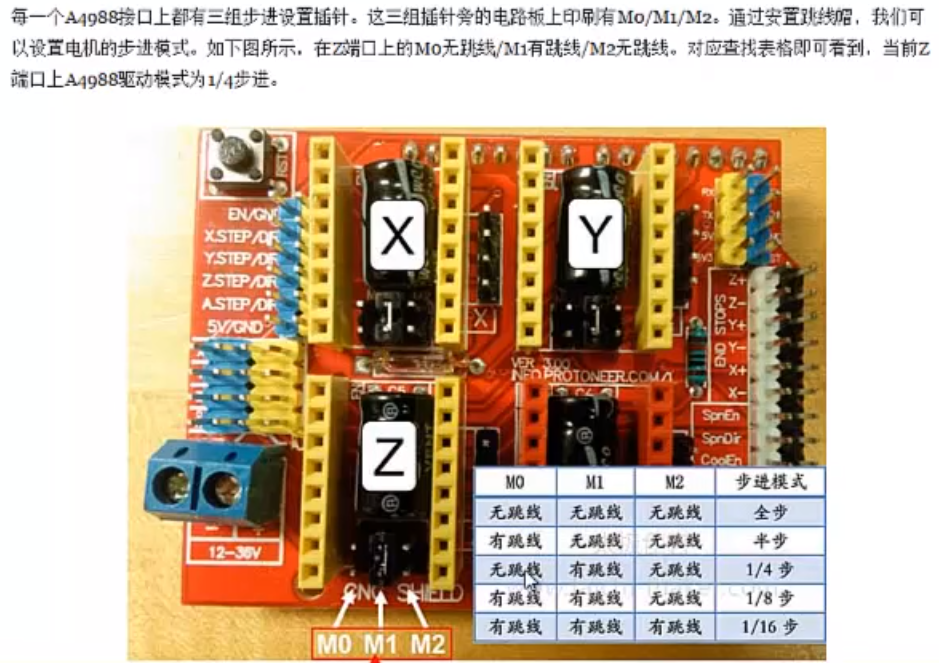 每一个A4988接口上都有三组步进设置插针。这三组插针旁的电路板上印刷有M0/M1/M2。通过安置跳线帽，我们可
以设置电机的步进模式。如下图所示，在Z端口上的M0无跳线/M1有跳线/M2无跳线。对应查找表格即可看到，当前Z
端口上A4988驱动模式为1/4步进。
RST
EN/GND
X.STEP/DIR
Y.STEP/DIR
Z.STEP/DIR
A.STEP/DIR
5V/GND
X
Y
X
RX
TX
5V
3V3
Z+
Z-
Y+
Y-
X+
X-
END STOPS
SpnEn
SpnDir
CoolEn
VER 3.00
INFO.PROTONEER.COM/
C5
C6
Z
12-36V
CNC SHIELD
M0 M1 M2
M0 M1 M2 步进模式
无跳线 无跳线 无跳线 全步
有跳线 无跳线 无跳线 半步
无跳线 有跳线 无跳线 1/4 步
有跳线 有跳线 无跳线 1/8 步
有跳线 有跳线 有跳线 1/16 步